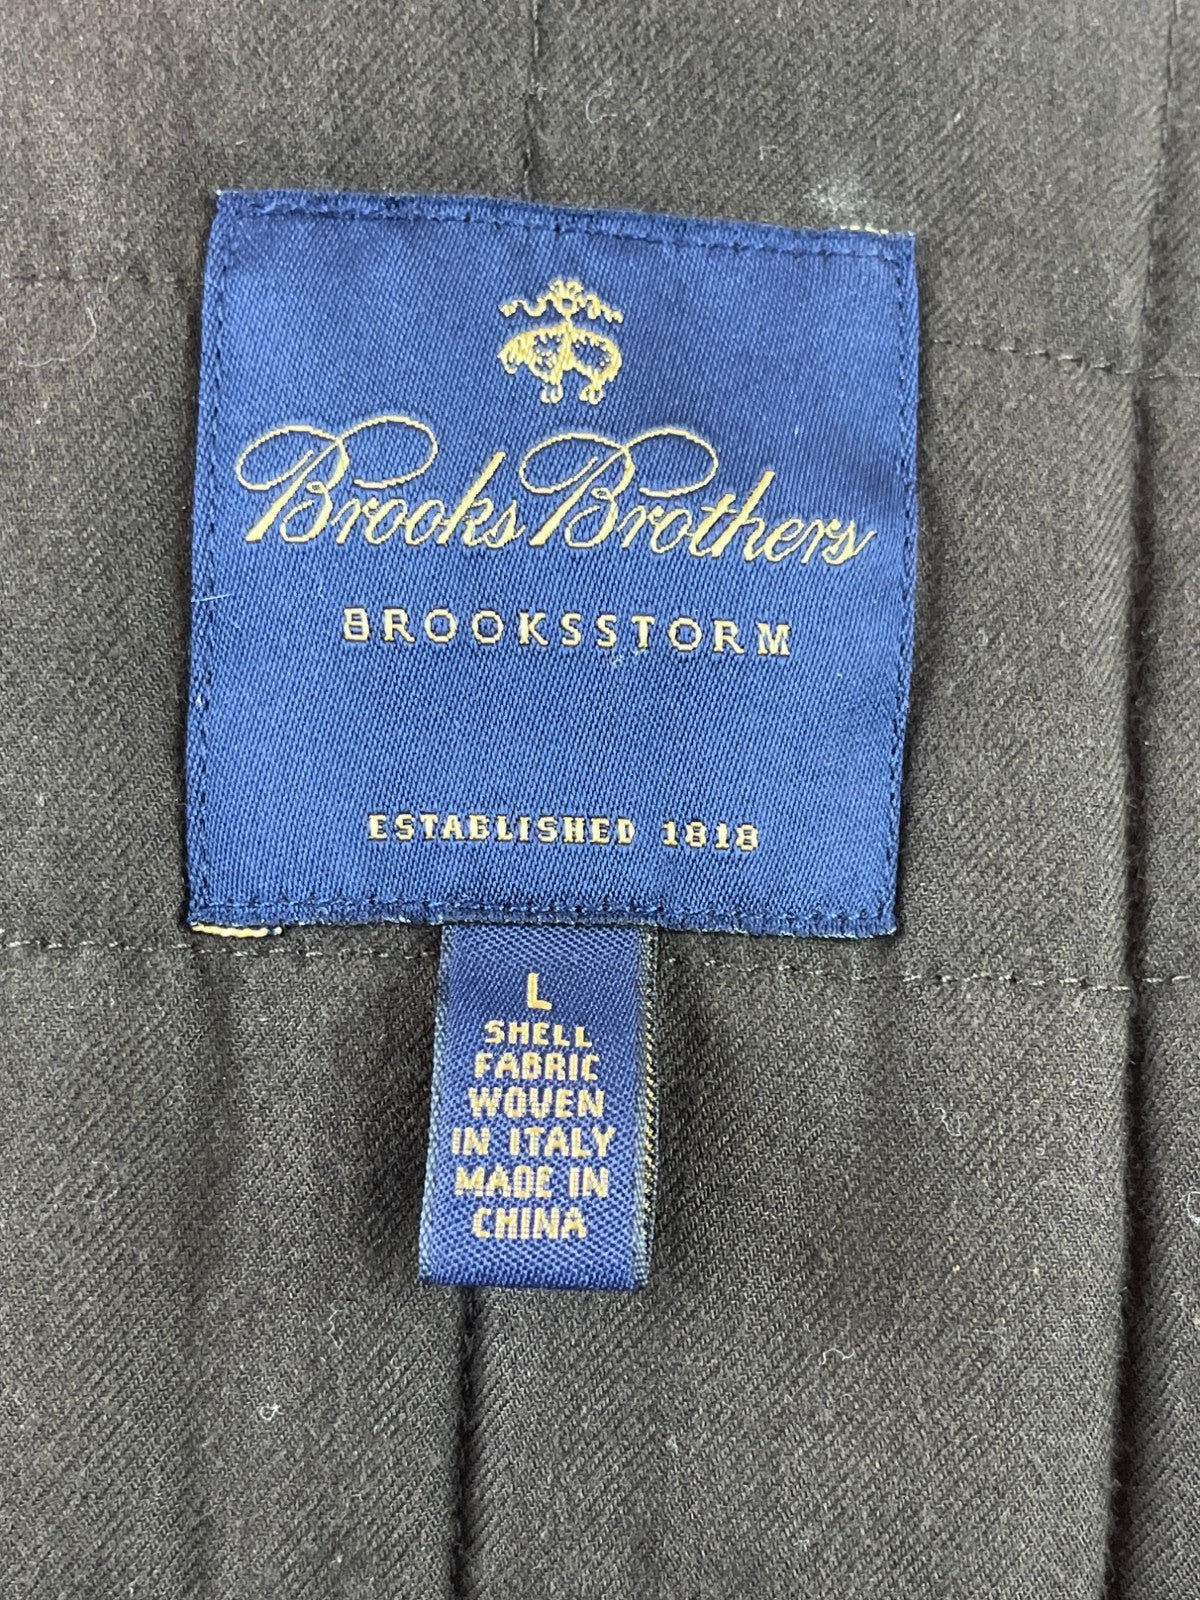 Brooks Brothers
BROOKSSTORM
ESTABLISHED 1818
L
SHELL
FABRIC
WOVEN
IN ITALY
MADE IN
CHINA